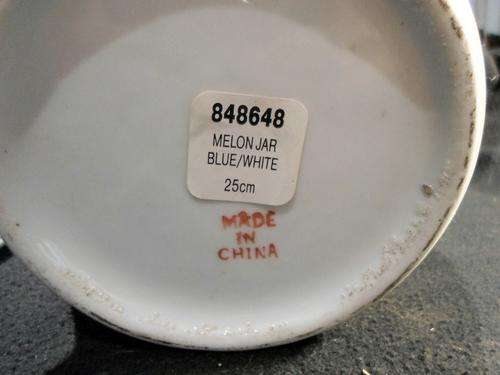 848648
MELON JAR
BLUE/WHITE
25cm
MADE
IN
CHINA